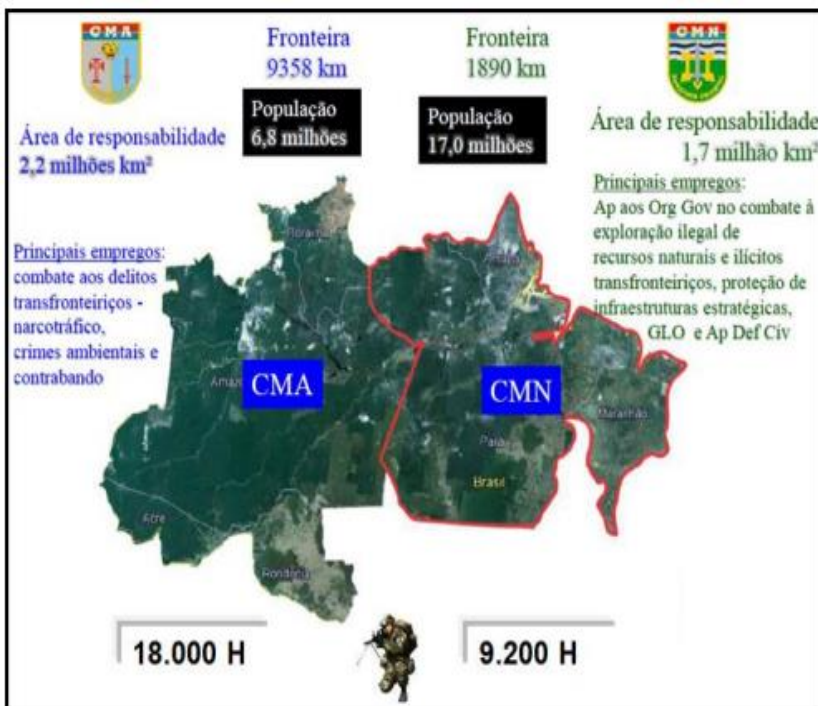 CMA
Fronteira
9358 km
Fronteira
1890 km
CMN
População
6,8 milhões
População
17,0 milhões
Área de responsabilidade
2,2 milhões km²
Área de responsabilidade
1,7 milhão km²
Principais empregos:
combate aos delitos
transfronteiriços -
narcotráfico,
crimes ambientais e
contrabando
Principais empregos:
Ap aos Org Gov no combate à
exploração ilegal de
recursos naturais e ilícitos
transfronteiriços, proteção de
infraestruturas estratégicas,
GLO e Ap Def Civ
Roraima
Amapá
CMA
CMN
Maranhão
Pará
Brasil
Acre
Rondônia
18.000 H
9.200 H